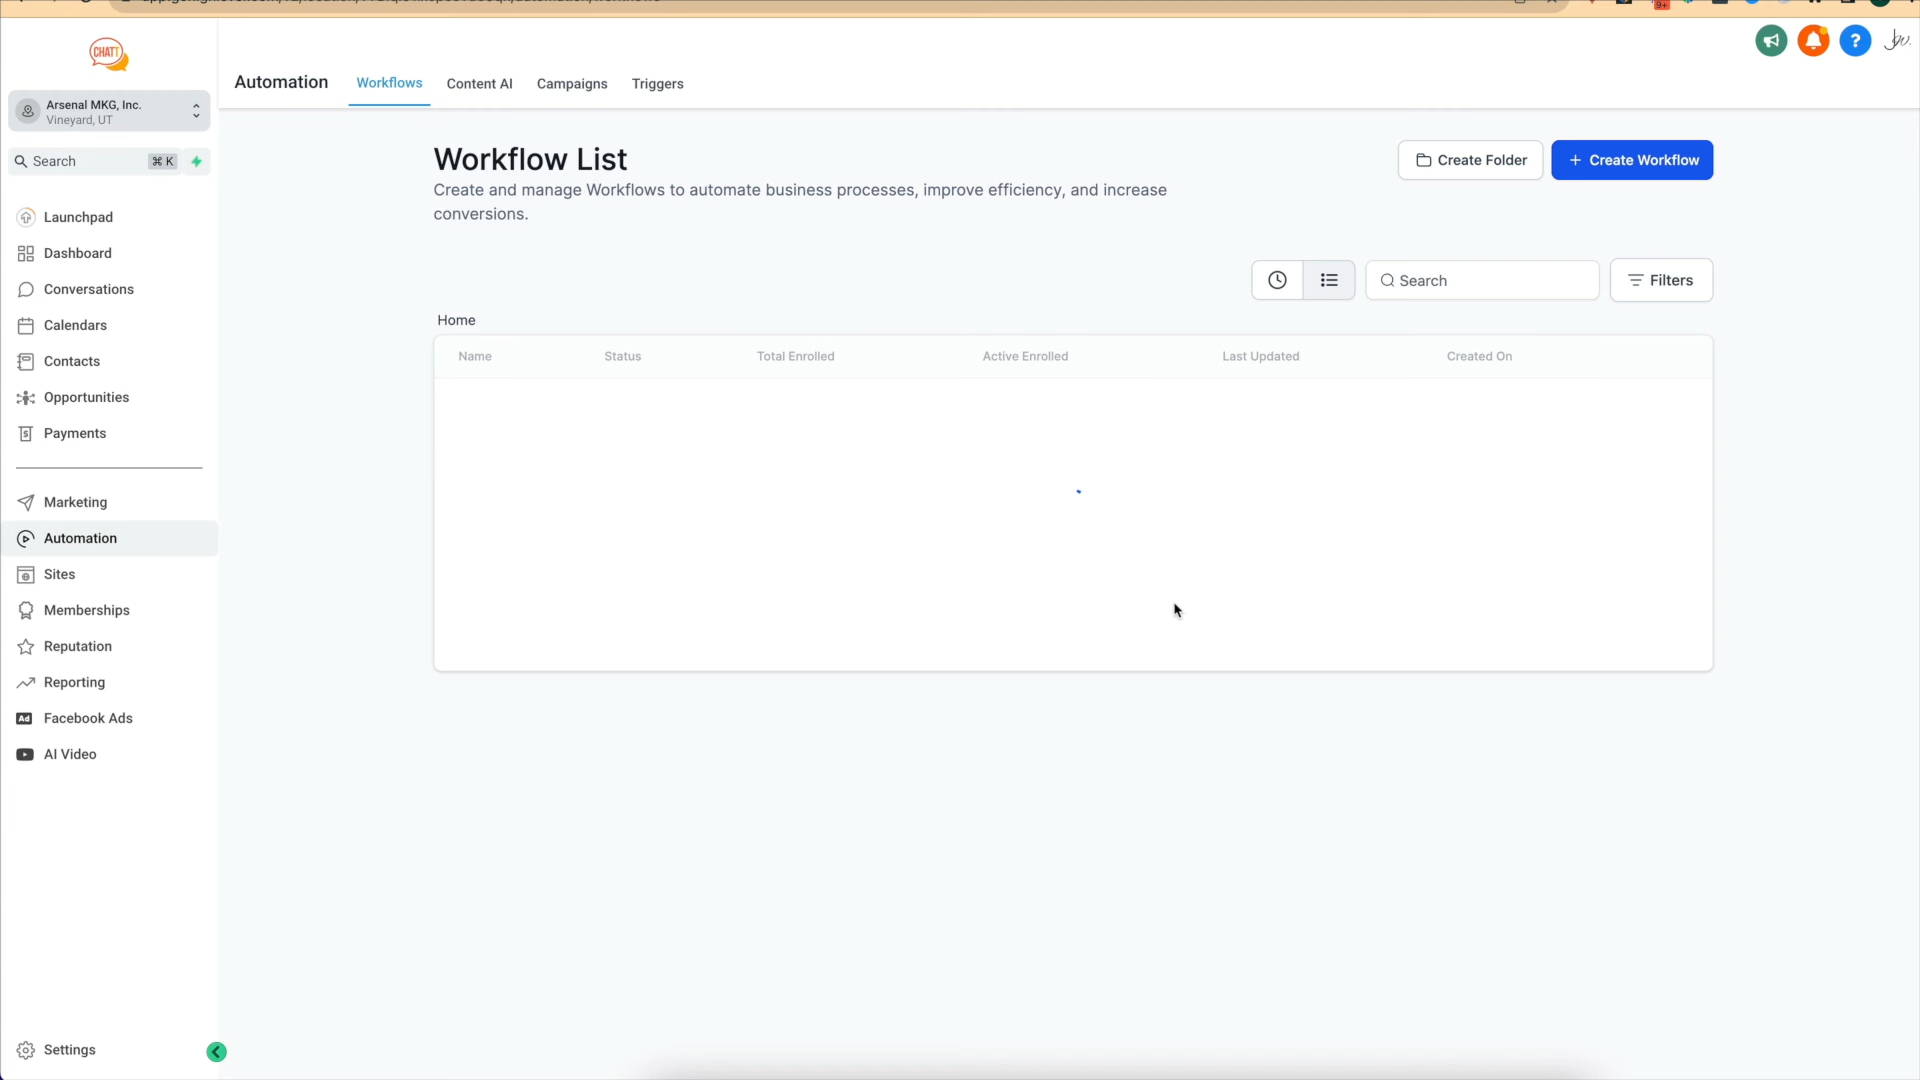 9+
CHATT
Arsenal MKG, Inc.
Vineyard, UT
Search ⌘ K
Launchpad
Dashboard
Conversations
Calendars
Contacts
Opportunities
Payments
Marketing
Automation
Sites
Memberships
Reputation
Reporting
Ad Facebook Ads
AI Video
Settings
Automation Workflows Content AI Campaigns Triggers
?
Workflow List
Create and manage Workflows to automate business processes, improve efficiency, and increase
conversions.
Create Folder
+ Create Workflow
Search
Filters
Home
Name Status Total Enrolled Active Enrolled Last Updated Created On